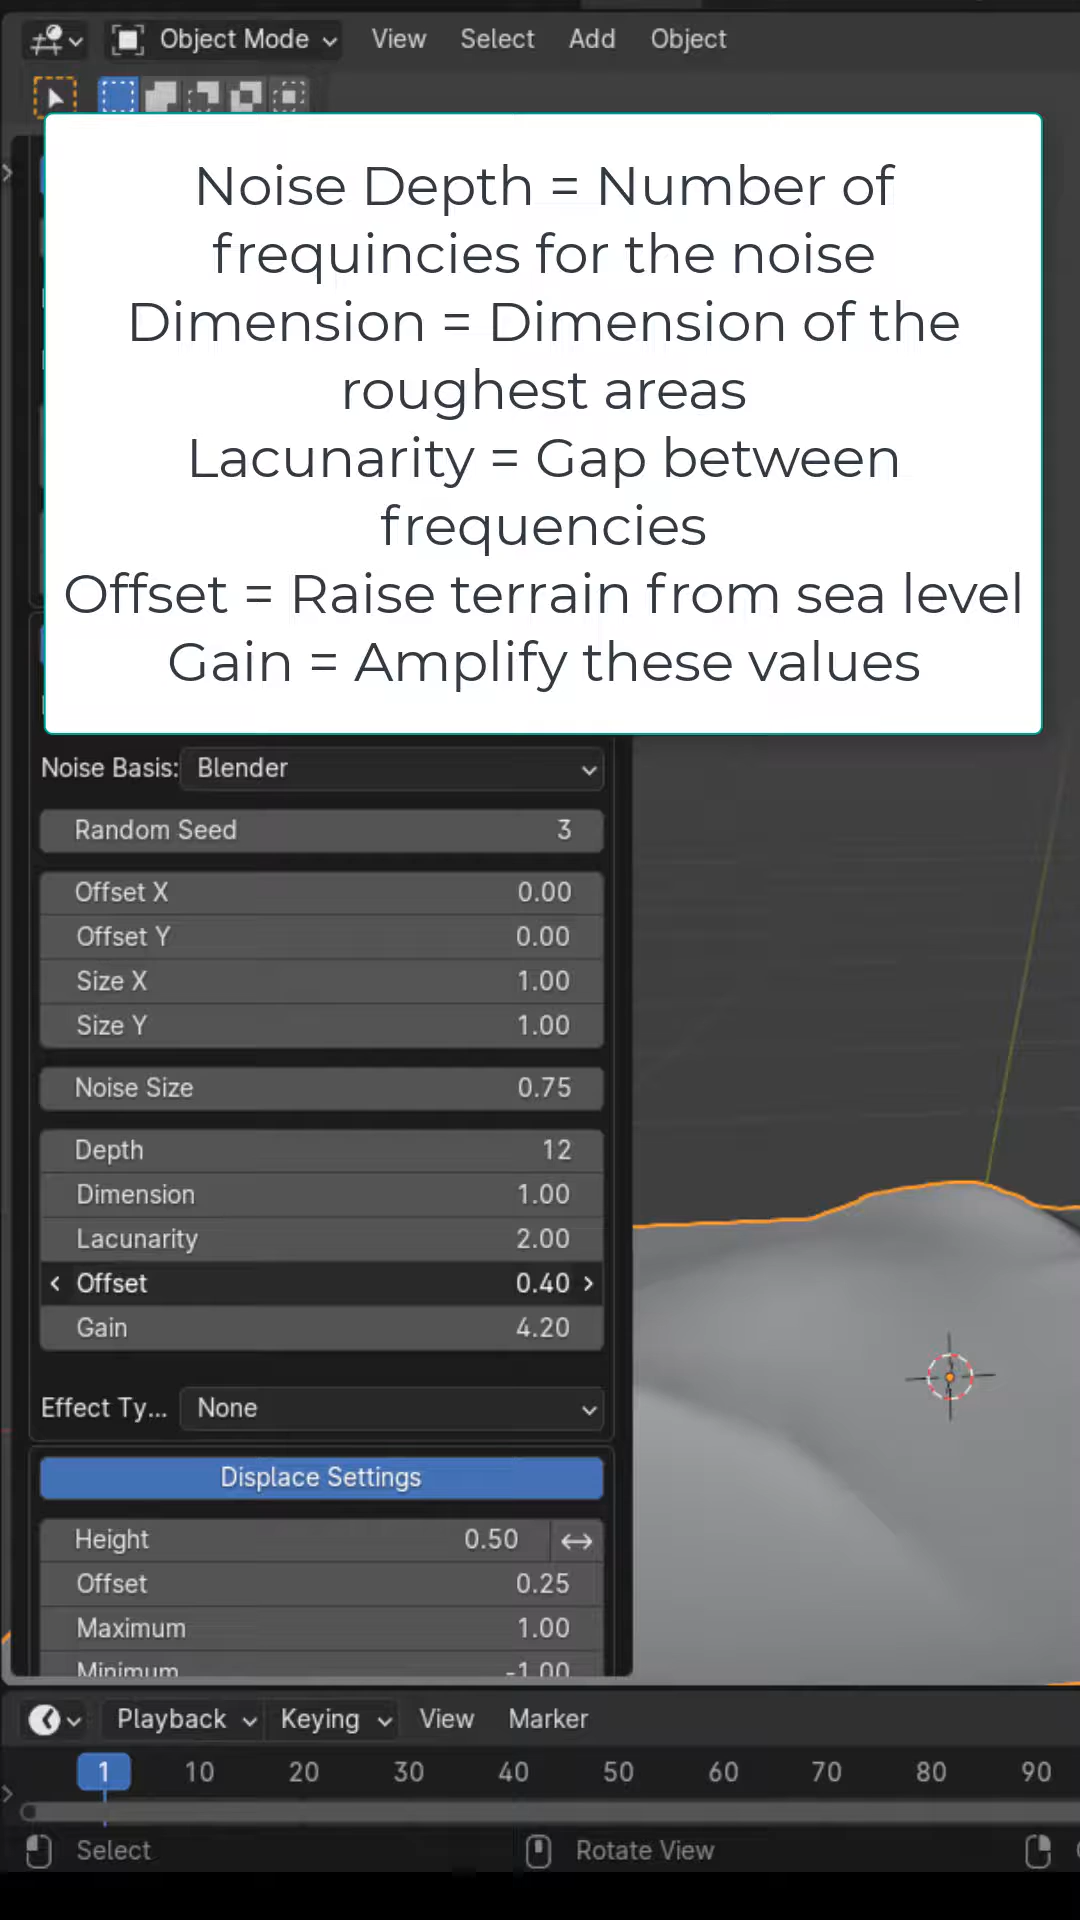 Object Mode View Select Add Object
Noise Depth = Number of
frequincies for the noise
Dimension = Dimension of the
roughest areas
Lacunarity = Gap between
frequencies
Offset = Raise terrain from sea level
Gain = Amplify these values
Noise Basis: Blender
Random Seed 3
Offset X 0.00
Offset Y 0.00
Size X 1.00
Size Y 1.00
Noise Size 0.75
Depth 12
Dimension 1.00
Lacunarity 2.00
Offset 0.40
Gain 4.20
Effect Ty... None
Displace Settings
Height 0.50
Offset 0.25
Maximum 1.00
Minimum -1.00
Playback Keying View Marker
1 10 20 30 40 50 60 70 80 90
Select Rotate View